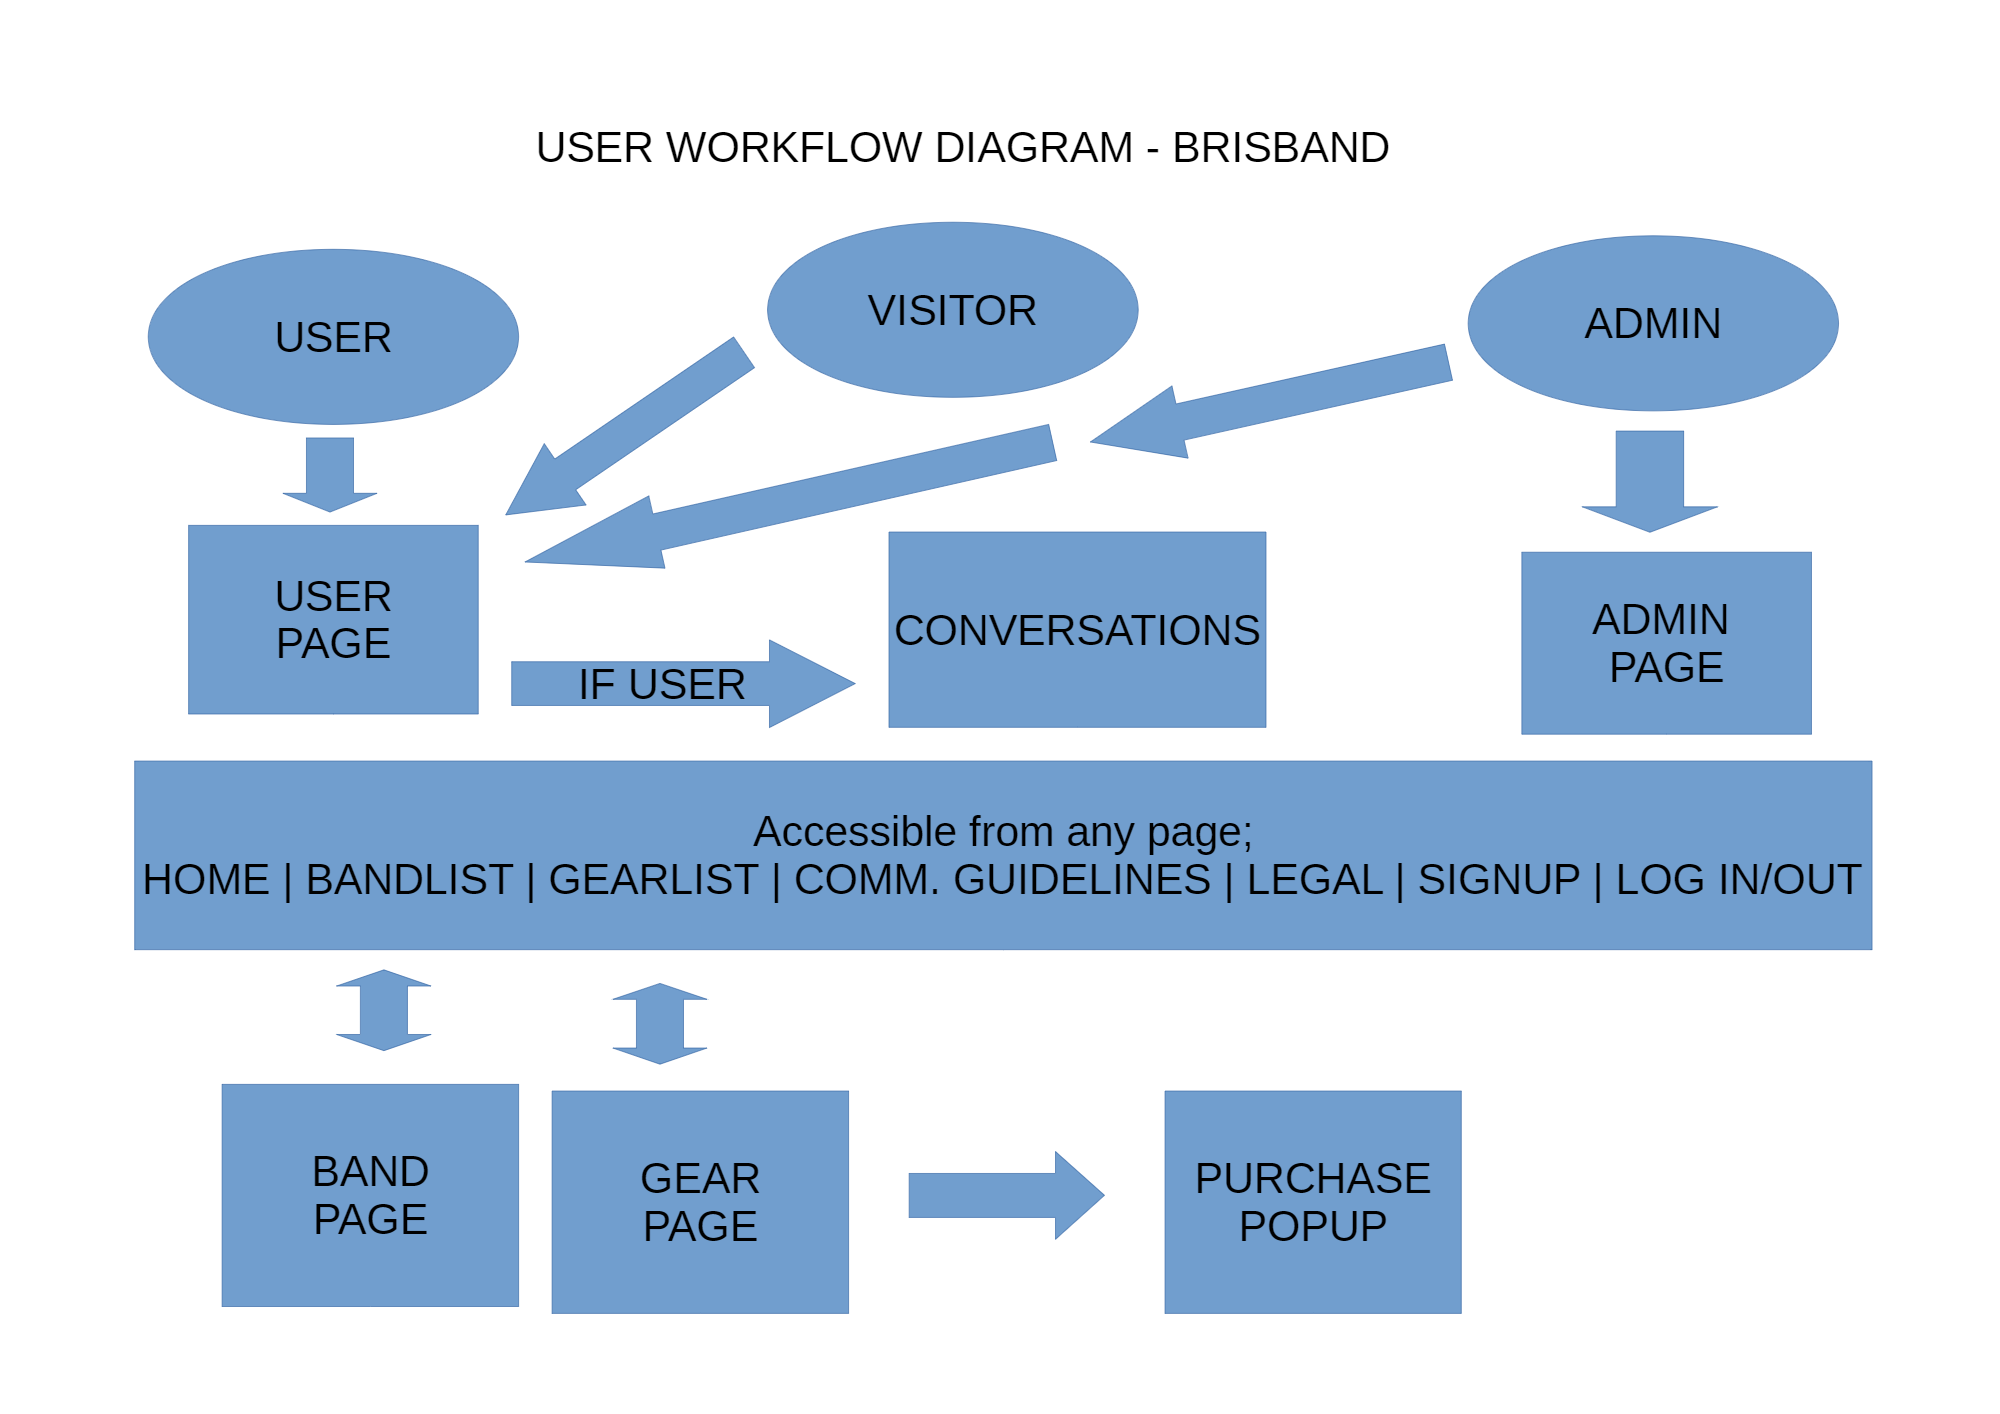 USER WORKFLOW DIAGRAM - BRISBAND
USER
VISITOR
ADMIN
USER
PAGE
IF USER
CONVERSATIONS
ADMIN
PAGE
Accessible from any page;
HOME | BANDLIST | GEARLIST | COMM. GUIDELINES | LEGAL | SIGNUP | LOG IN/OUT
BAND
PAGE
GEAR
PAGE
PURCHASE
POPUP